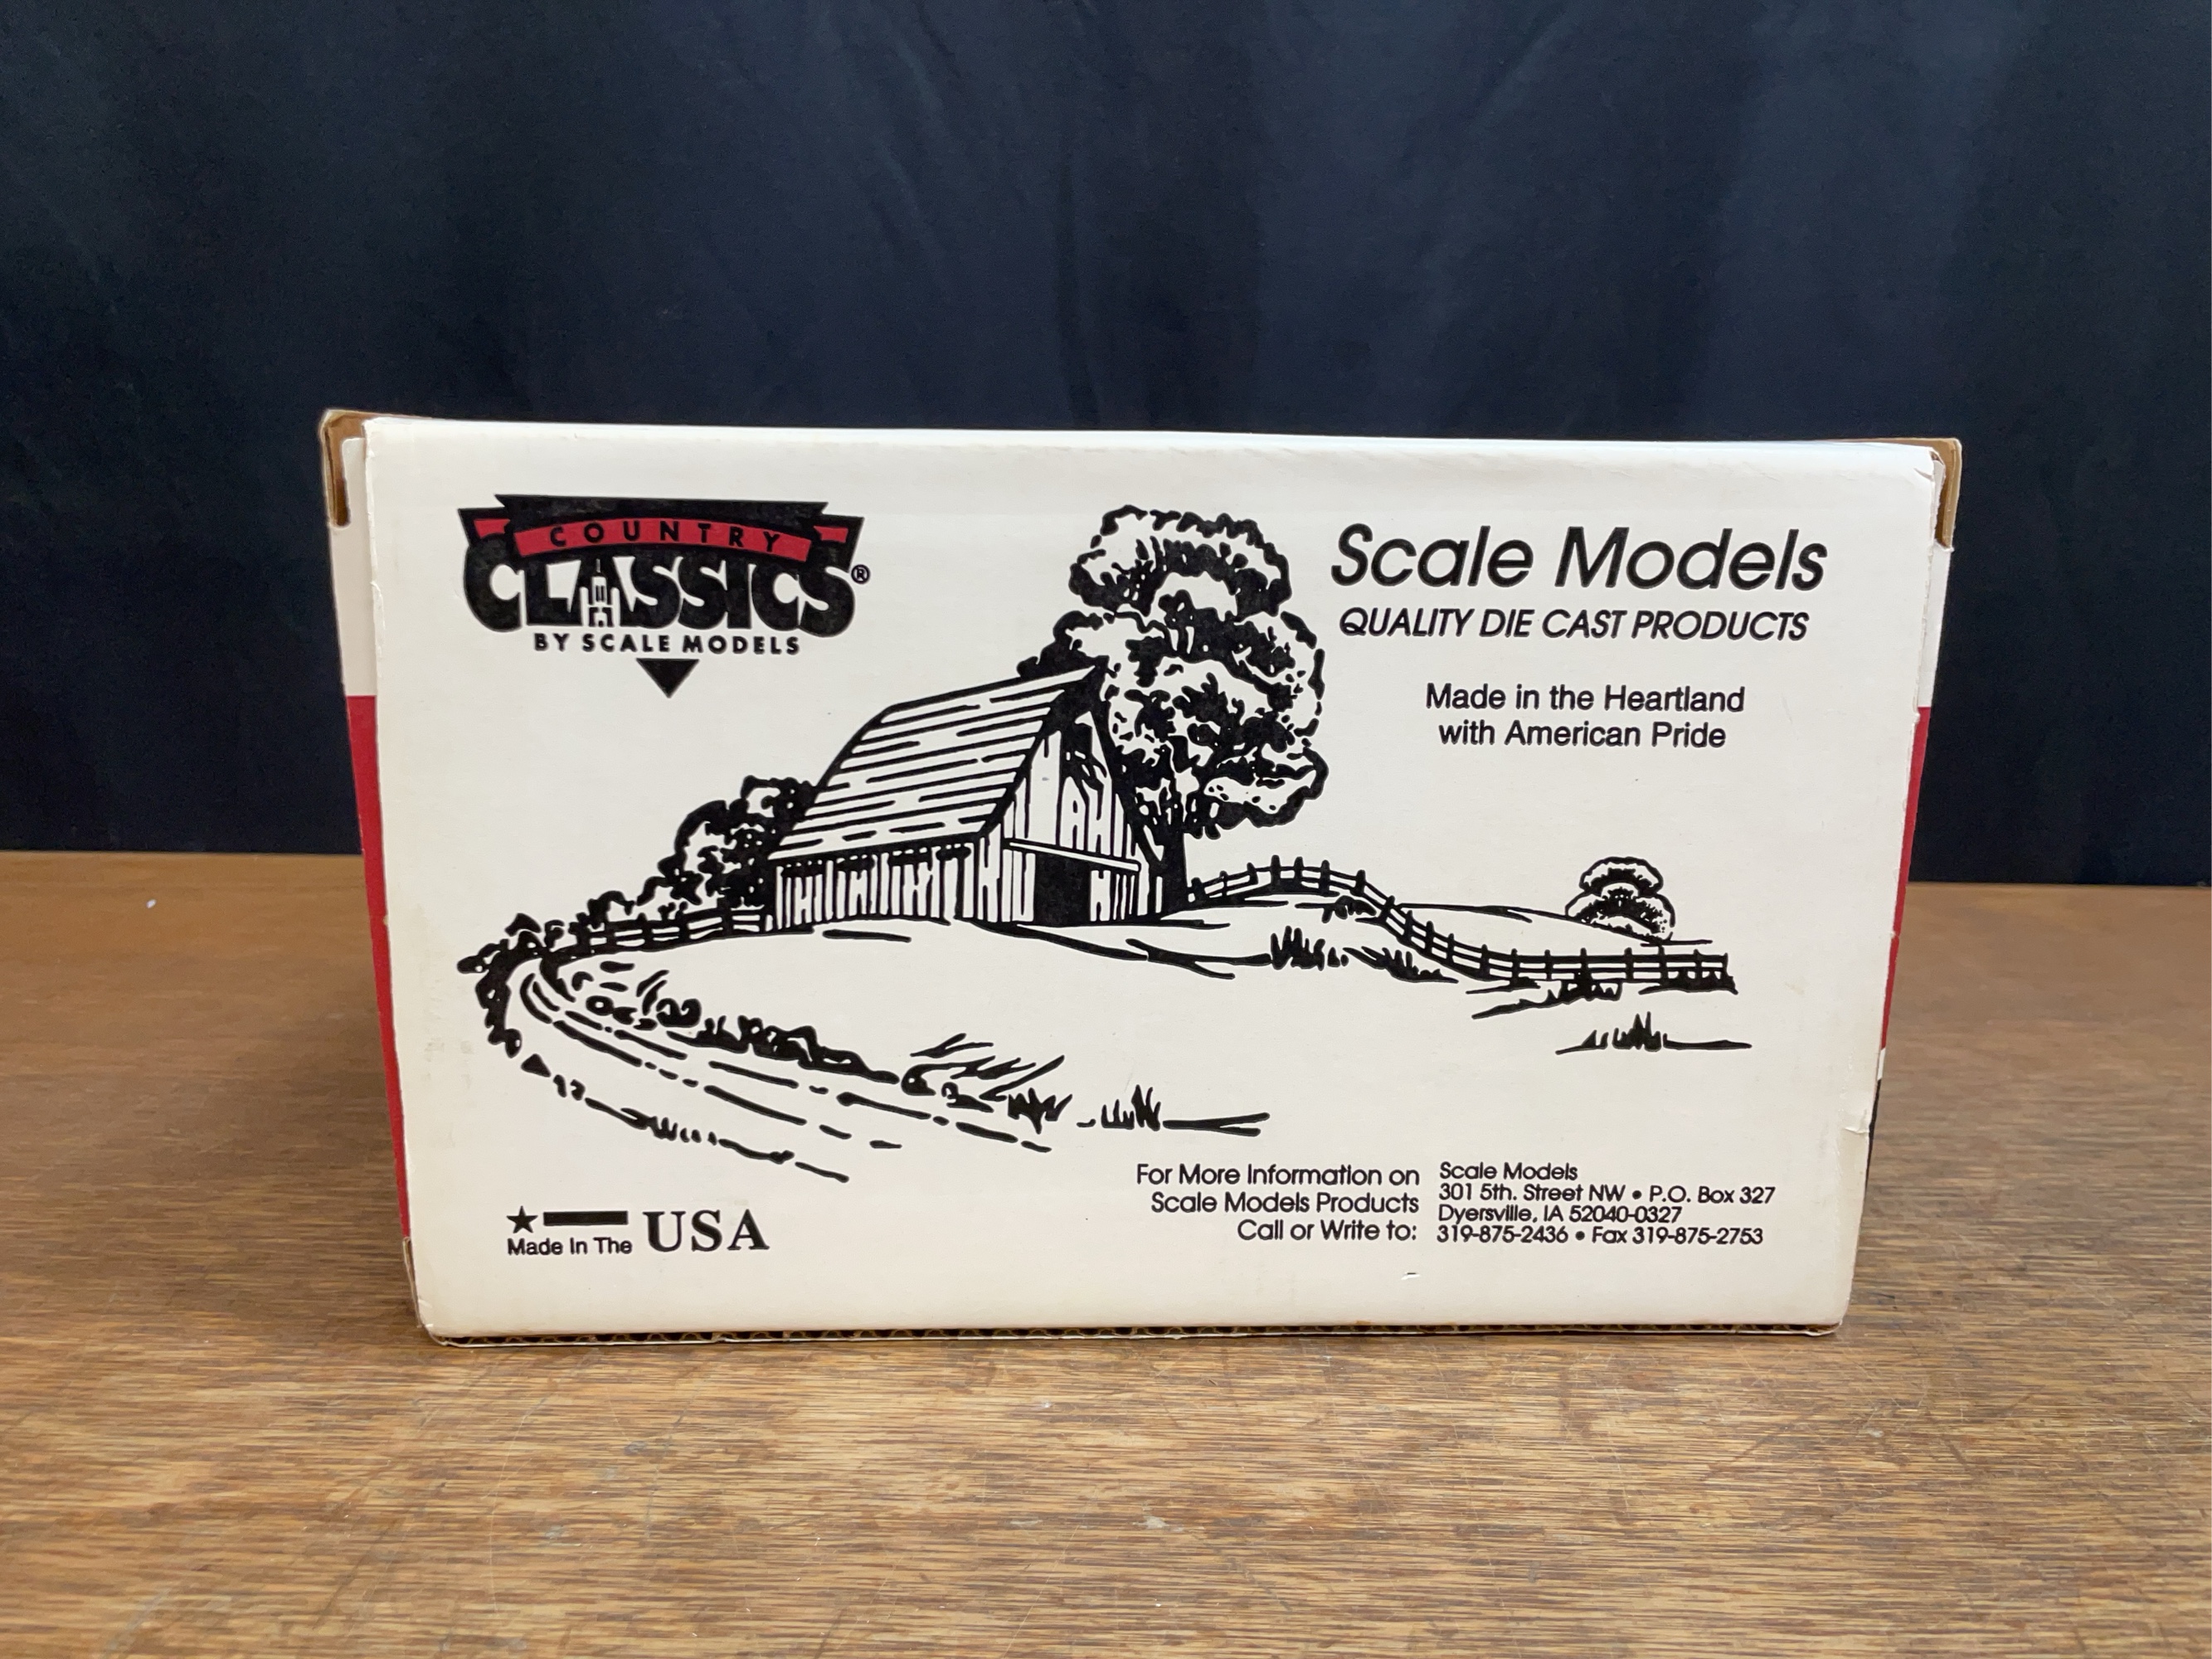 COUNTRY
CLASSICS®
BY SCALE MODELS
Scale Models
QUALITY DIE CAST PRODUCTS
Made in the Heartland
with American Pride
Made In The USA
For More Information on
Scale Models Products
Call or Write to:
Scale Models
301 5th. Street NW • P.O. Box 327
Dyersville, IA 52040-0327
319-875-2436 • Fax 319-875-2753